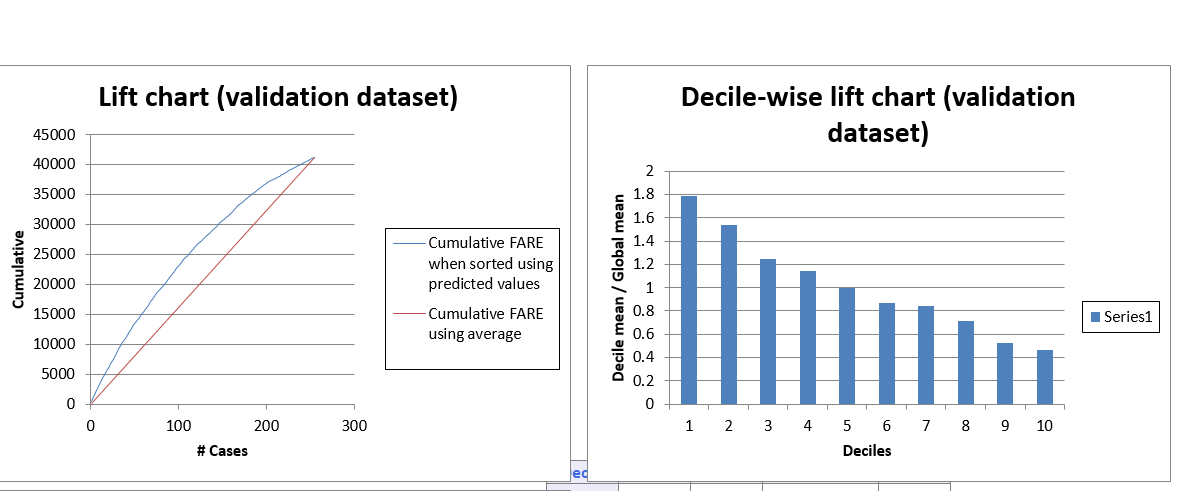 Lift chart (validation dataset)
45000
40000
35000
30000
25000
20000
15000
10000
5000
0
0 100 200 300
Cumulative
# Cases
Cumulative FARE
when sorted using
predicted values
Cumulative FARE
using average
Decile-wise lift chart (validation
dataset)
2
1.8
1.6
1.4
1.2
1
0.8
0.6
0.4
0.2
0
1 2 3 4 5 6 7 8 9 10
Decile mean / Global mean
Deciles
Series1
Dec